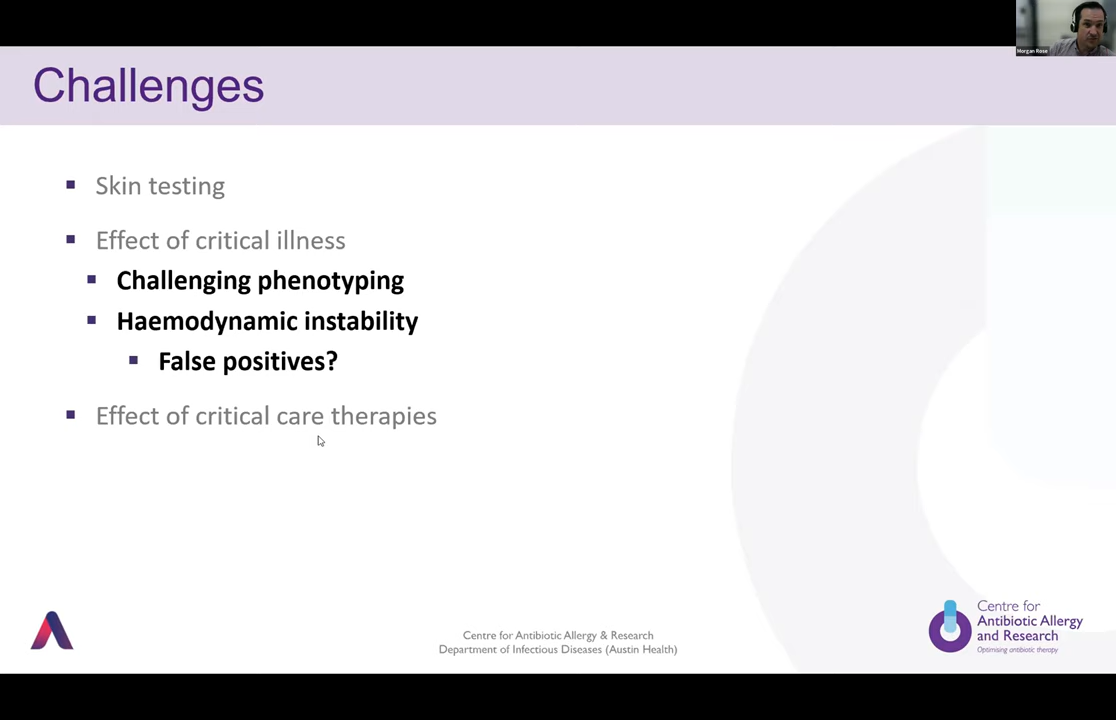 Morgan Rose
Challenges
Skin testing
Effect of critical illness
Challenging phenotyping
Haemodynamic instability
False positives?
Effect of critical care therapies
Centre for Antibiotic Allergy & Research
Department of Infectious Diseases (Austin Health)
Centre for
Antibiotic Allergy
and Research
Optimising antibiotic therapy